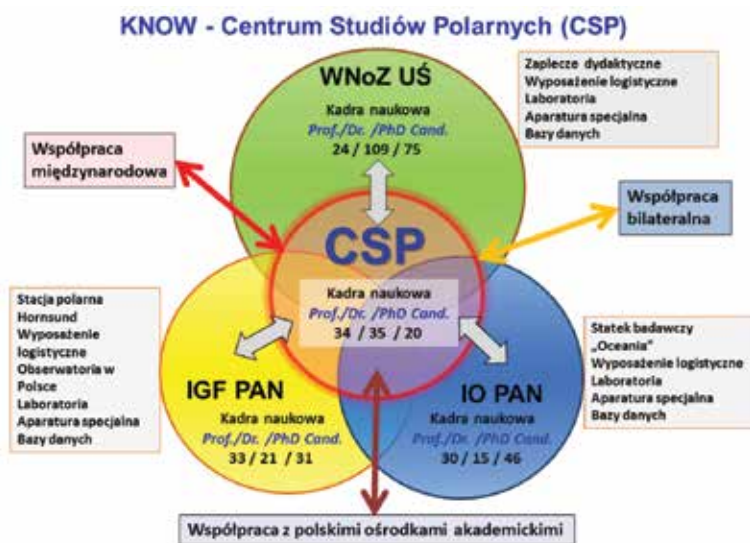 KNOW - Centrum Studiów Polarnych (CSP)
WNoZ UŚ
Kadra naukowa
Prof./Dr. /PhD Cand.
24 / 109 / 75
Zaplecze dydaktyczne
Wyposażenie logistyczne
Laboratoria
Aparatura specjalna
Bazy danych
Współpraca
międzynarodowa
Współpraca
bilateralna
CSP
Kadra naukowa
Prof./Dr. /PhD Cand.
34 / 35 / 20
Stacja polarna
Hornsund
Wyposażenie
logistyczne
Obserwatoria w
Polsce
Laboratoria
Aparatura specjalna
Bazy danych
IGF PAN
Kadra naukowa
Prof./Dr. /PhD Cand.
33 / 21 / 31
IO PAN
Kadra naukowa
Prof./Dr. /PhD Cand.
30 / 15 / 46
Statek badawczy
„Oceania"
Wyposażenie logistyczne
Laboratoria
Aparatura specjalna
Bazy danych
Współpraca z polskimi ośrodkami akademickimi